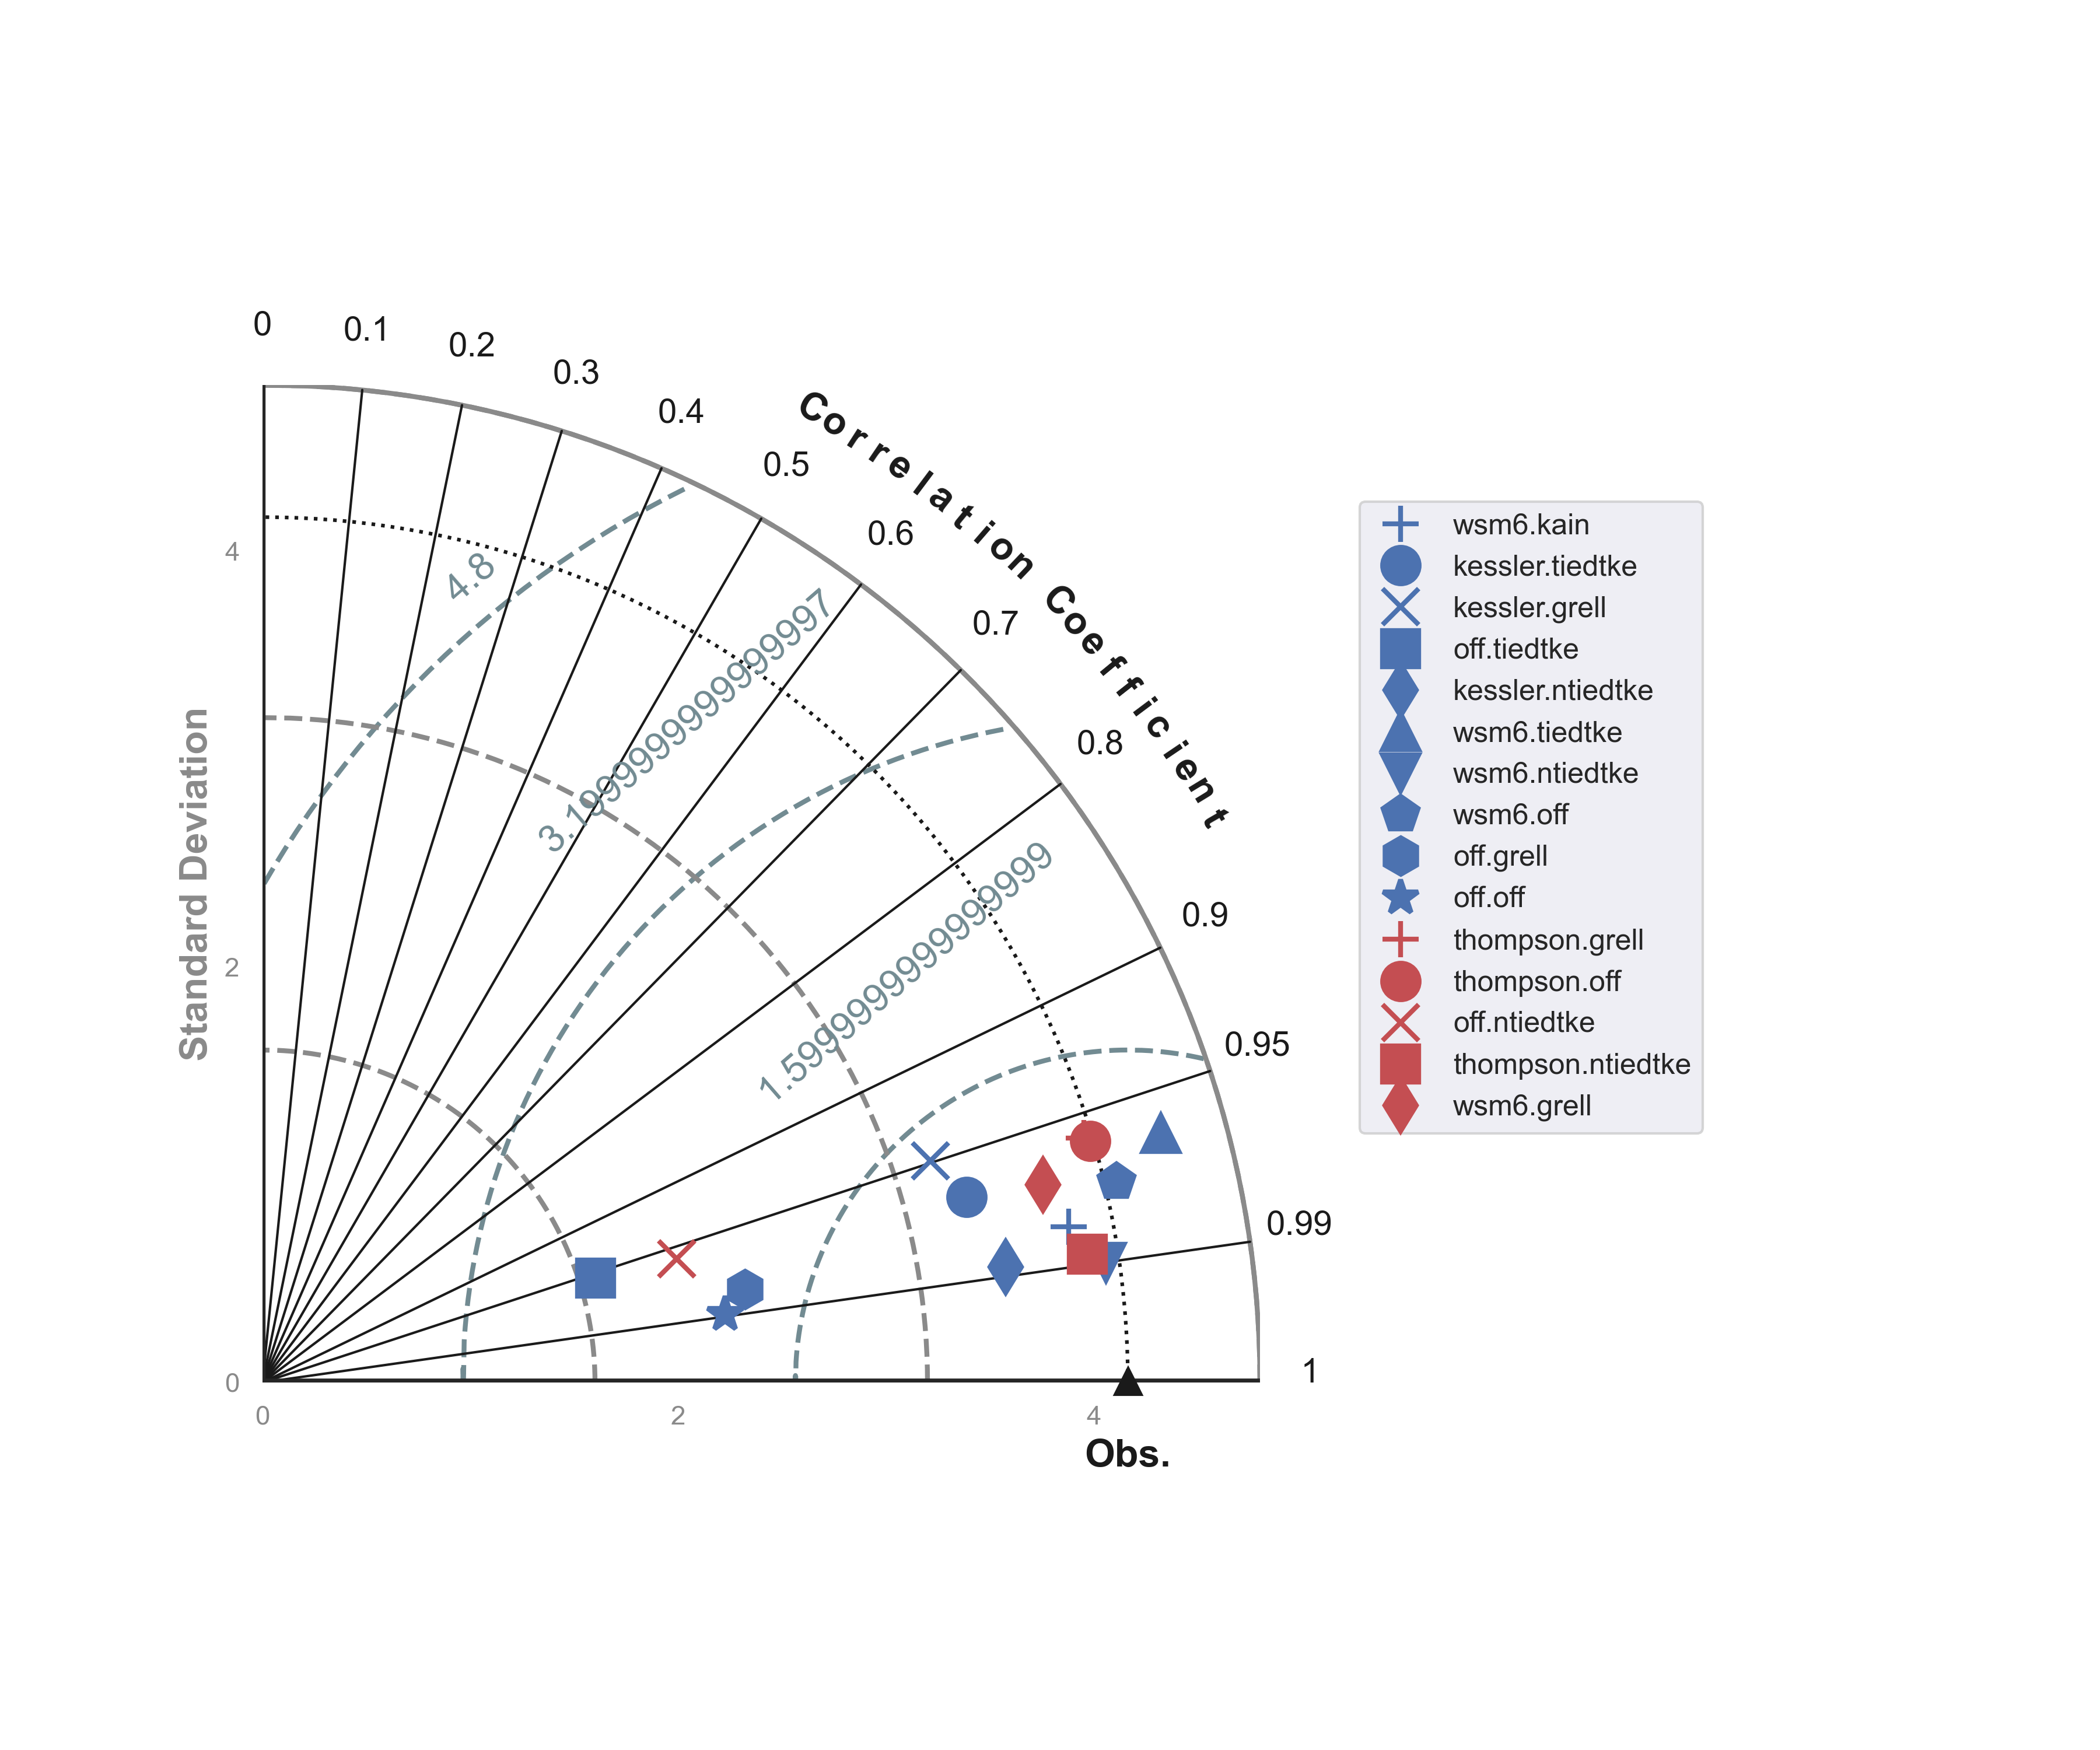 0
0.1
0.2
0.3
0.4
0.5
0.6
0.7
0.8
0.9
0.95
0.99
1
Correlation Coefficient
4.8
3.1999999999999997
1.5999999999999999
Standard Deviation
4
2
0
0
2
4
Obs.
wsm6.kain
kessler.tiedtke
kessler.grell
off.tiedtke
kessler.ntiedtke
wsm6.tiedtke
wsm6.ntiedtke
wsm6.off
off.grell
off.off
thompson.grell
thompson.off
off.ntiedtke
thompson.ntiedtke
wsm6.grell